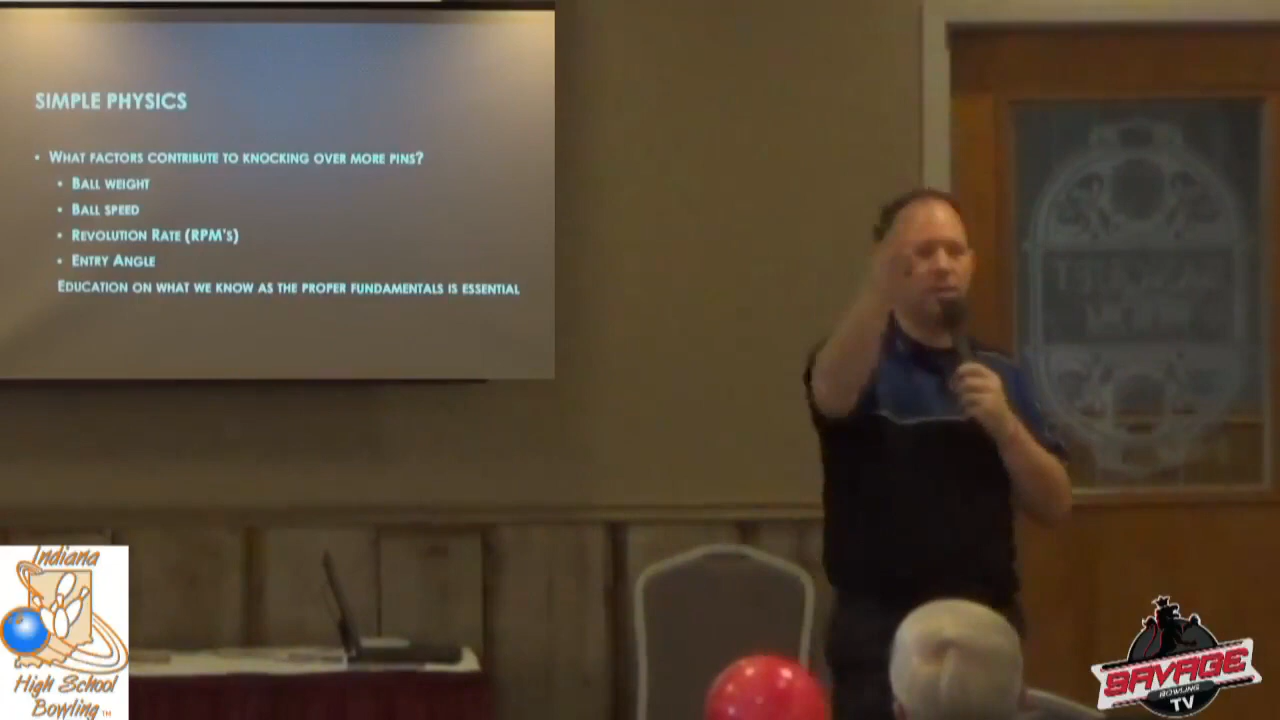 SIMPLE PHYSICS
• WHAT FACTORS CONTRIBUTE TO KNOCKING OVER MORE PINS?
• BALL WEIGHT
• BALL SPEED
• REVOLUTION RATE (RPM'S)
• ENTRY ANGLE
EDUCATION ON WHAT WE KNOW AS THE PROPER FUNDAMENTALS IS ESSENTIAL
Indiana
High School
Bowling™
SAVAGE
BOWLING
TV